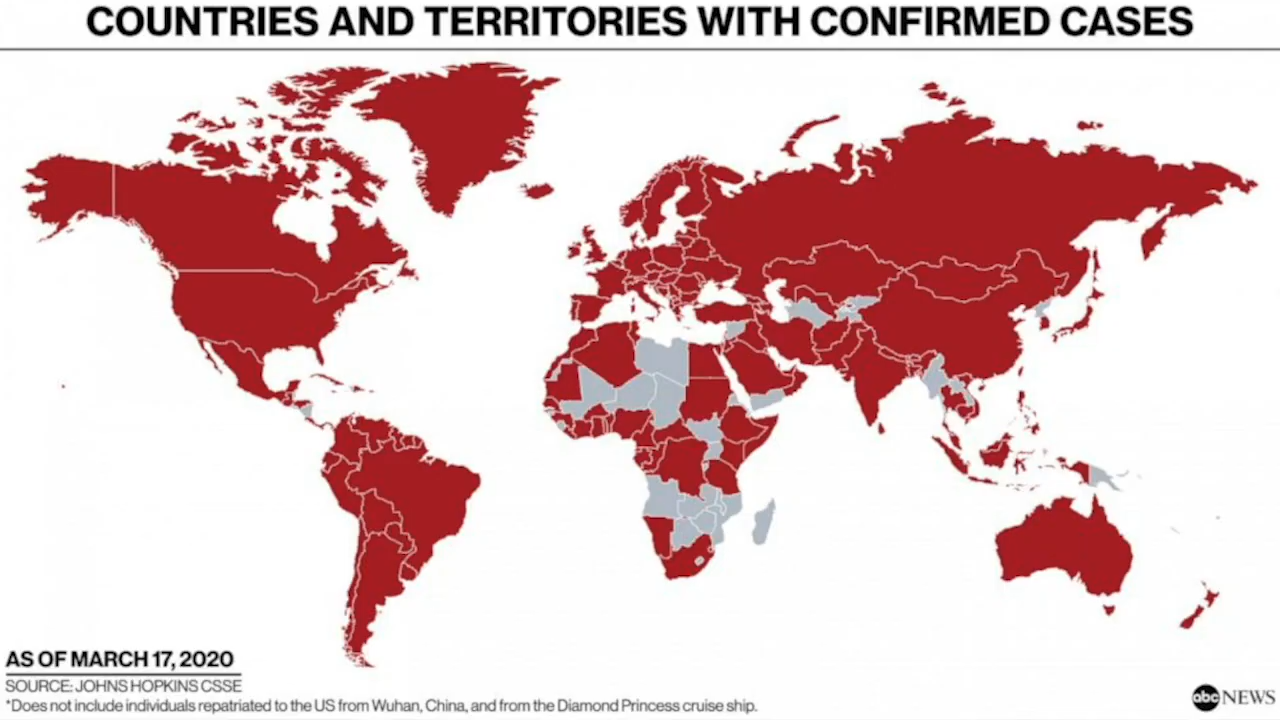 COUNTRIES AND TERRITORIES WITH CONFIRMED CASES
AS OF MARCH 17, 2020
SOURCE: JOHNS HOPKINS CSSE
*Does not include individuals repatriated to the US from Wuhan, China, and from the Diamond Princess cruise ship.
abc NEWS